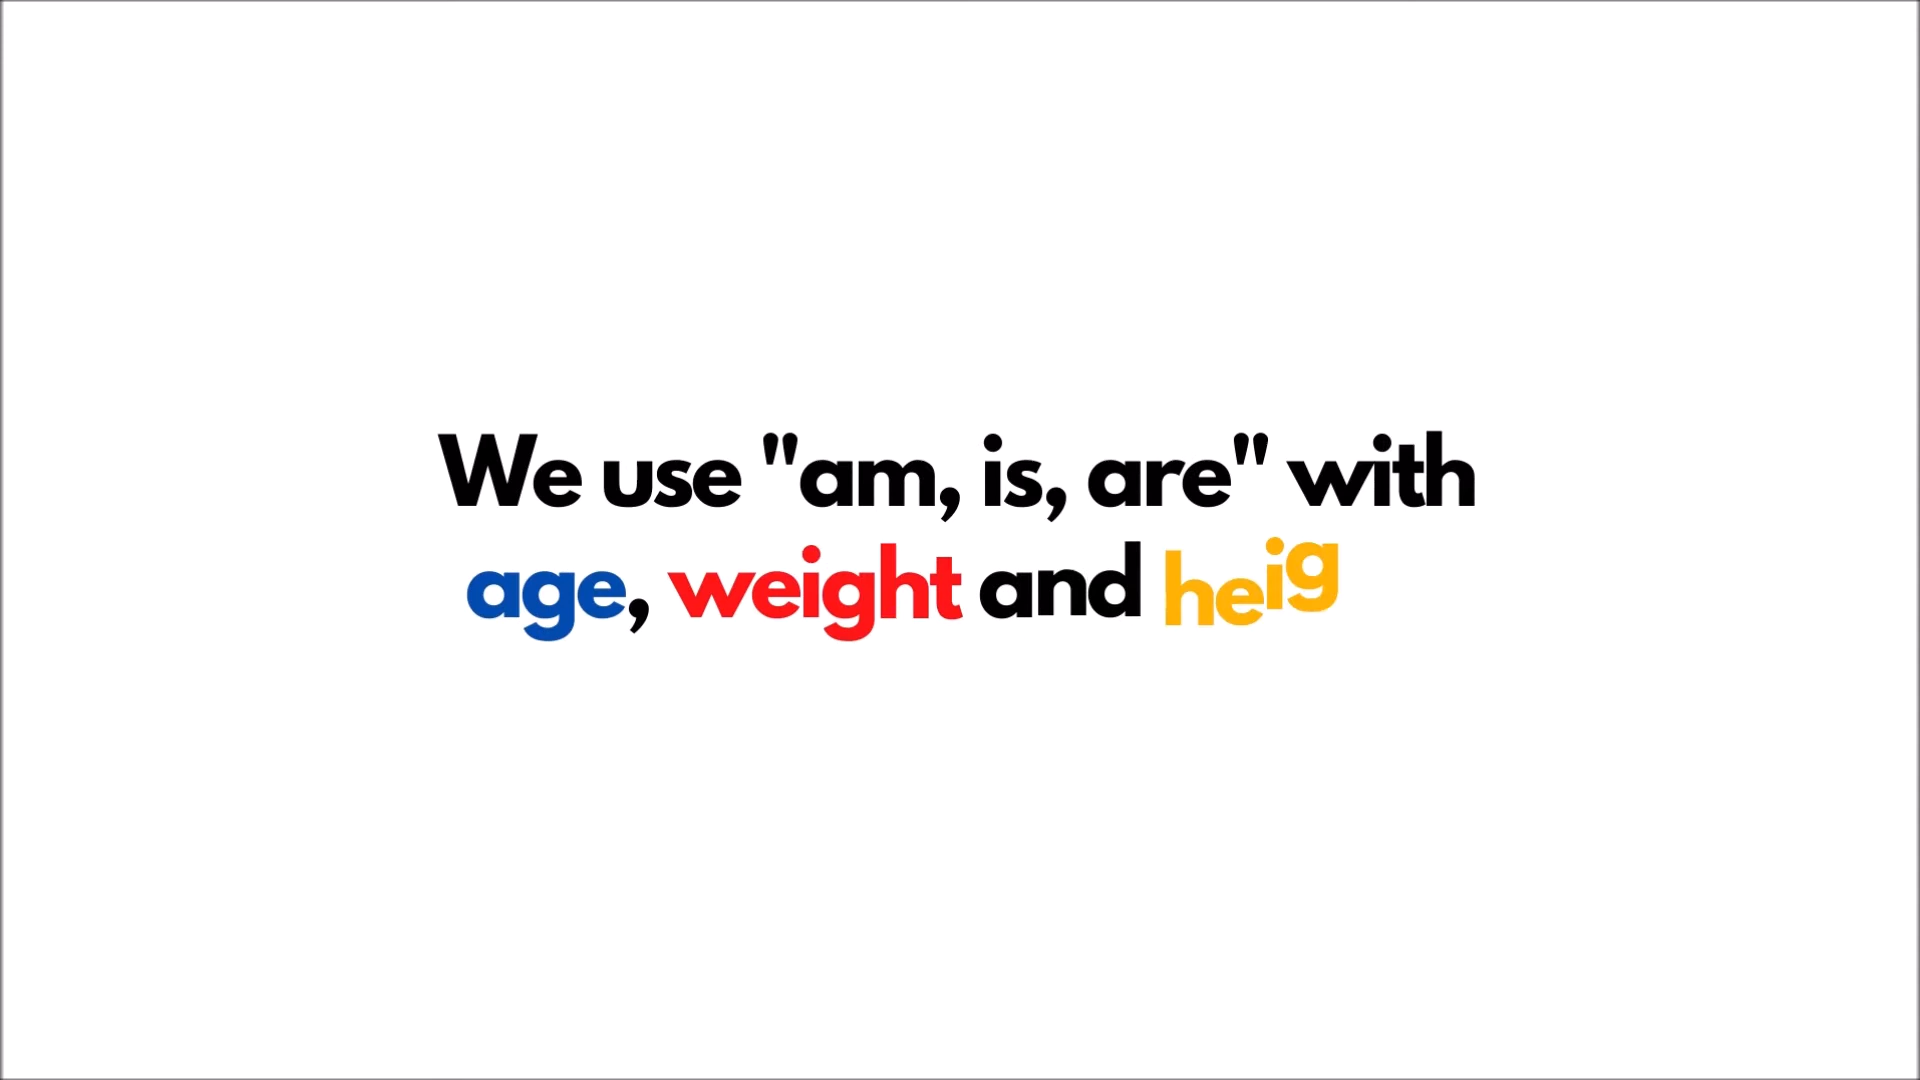 We use "am, is, are" with
age, weight and heig